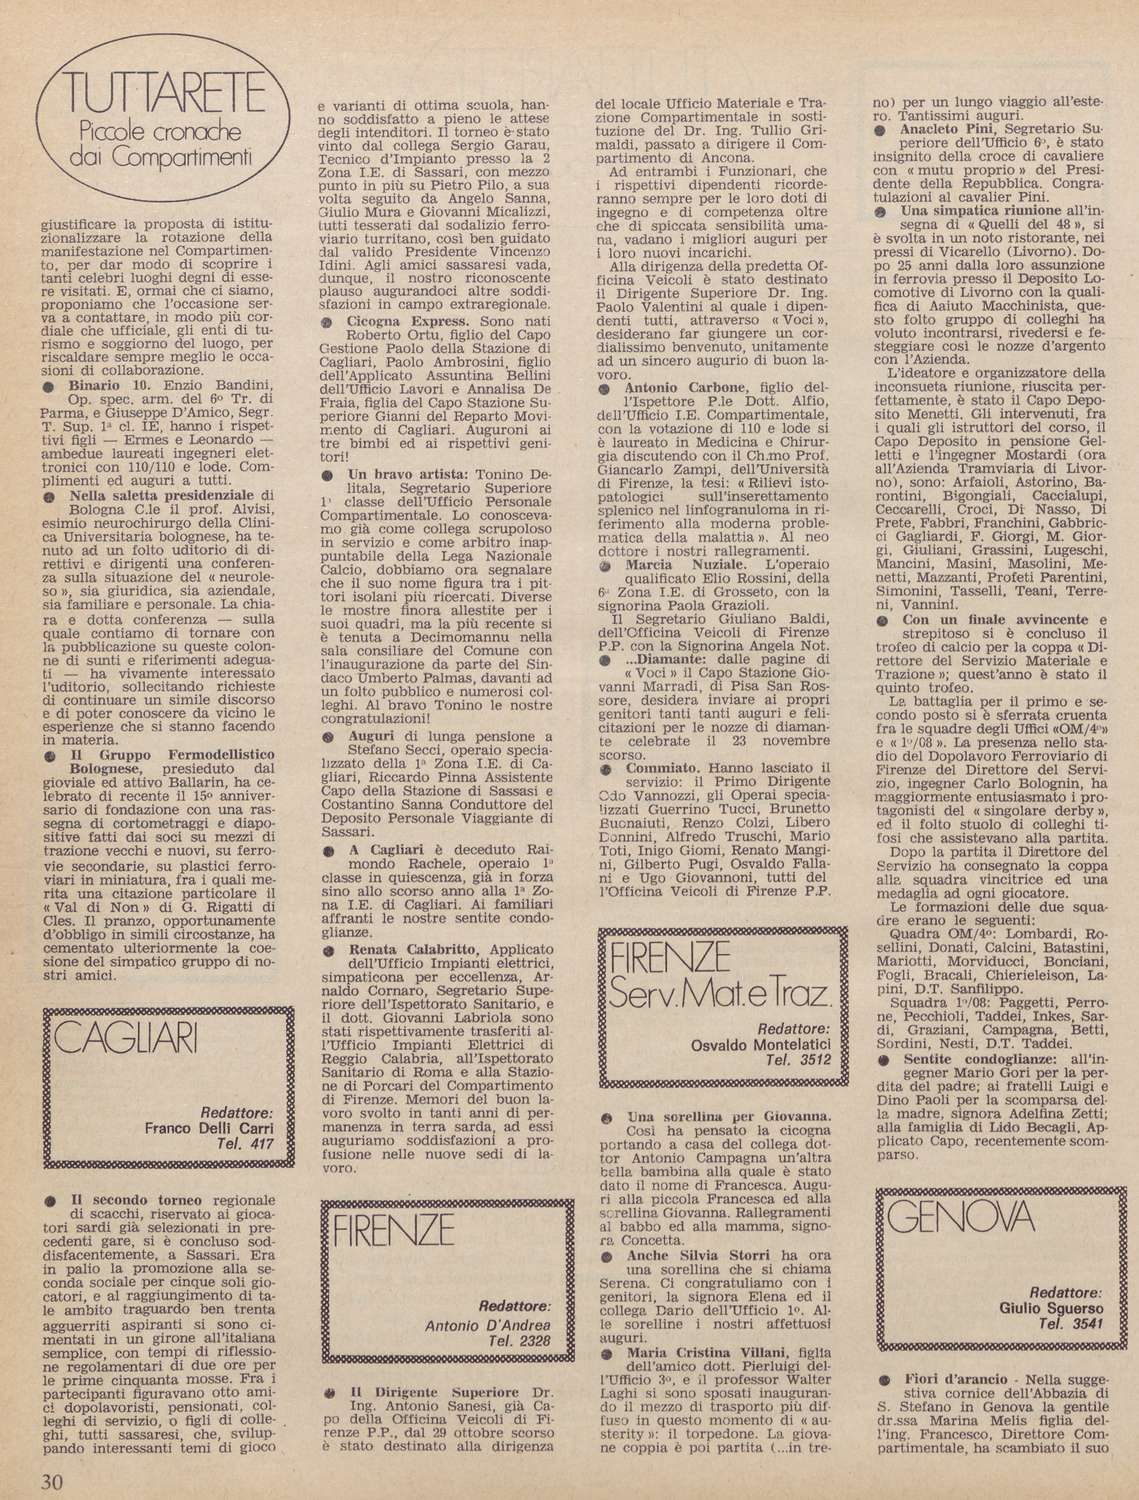 TUTTARETE
Piccole cronache
dai Compartimenti
giustificare la proposta di istitu-
zionalizzare la rotazione della
manifestazione nel Compartimen-
to, per dar modo di scoprire i
tanti celebri luoghi degni di esse-
re visitati. E, ormai che ci siamo,
proponiamo che l'occasione ser-
va a contattare, in modo più cor-
diale che ufficiale, gli enti di tu-
rismo e soggiorno del luogo, per
riscaldare sempre meglio le occa-
sioni di collaborazione.
● Binario 10. Enzio Bandini,
Op. spec. arm. del 6º Tr. di
Parma, e Giuseppe D'Amico, Segr.
T. Sup. 1ª cl. IE, hanno i rispet-
tivi figli — Ermes e Leonardo —
ambedue laureati ingegneri elet-
tronici con 110/110 e lode. Com-
plimenti ed auguri a tutti.
● Nella saletta presidenziale di
Bologna C.le il prof. Alvisi,
esimio neurochirurgo della Clini-
ca Universitaria bolognese, ha te-
nuto ad un folto uditorio di di-
rettivi e dirigenti una conferen-
za sulla situazione del « neurole-
so », sia giuridica, sia aziendale,
sia familiare e personale. La chia-
ra e dotta conferenza — sulla
quale contiamo di tornare con
la pubblicazione su queste colon-
ne di sunti e riferimenti adegua-
ti — ha vivamente interessato
l'uditorio, sollecitando richieste
di continuare un simile discorso
e di poter conoscere da vicino le
esperienze che si stanno facendo
in materia.
● Il Gruppo Fermodellistico
Bolognese, presieduto dal
gioviale ed attivo Ballarin, ha ce-
lebrato di recente il 15º anniver-
sario di fondazione con una ras-
segna di cortometraggi e diapo-
sitive fatti dai soci su mezzi di
trazione vecchi e nuovi, su ferro-
vie secondarie, su plastici ferro-
viari in miniatura, fra i quali me-
rita una citazione particolare il
« Val di Non » di G. Rigatti di
Cles. Il pranzo, opportunamente
d'obbligo in simili circostanze, ha
cementato ulteriormente la coe-
sione del simpatico gruppo di no-
stri amici.
CAGLIARI
Redattore:
Franco Delli Carri
Tel. 417
● Il secondo torneo regionale
di scacchi, riservato ai gioca-
tori sardi già selezionati in pre-
cedenti gare, si è concluso sod-
disfacentemente, a Sassari. Era
in palio la promozione alla se-
conda sociale per cinque soli gio-
catori, e al raggiungimento di ta-
le ambito traguardo ben trenta
agguerriti aspiranti si sono ci-
mentati in un girone all'italiana
semplice, con tempi di riflessio-
ne regolamentari di due ore per
le prime cinquanta mosse. Fra i
partecipanti figuravano otto ami-
ci dopolavoristi, pensionati, col-
leghi di servizio, o figli di colle-
ghi, tutti sassaresi, che, svilup-
pando interessanti temi di gioco
30
e varianti di ottima scuola, han-
no soddisfatto a pieno le attese
degli intenditori. Il torneo è stato
vinto dal collega Sergio Garau,
Tecnico d'Impianto presso la 2
Zona I.E. di Sassari, con mezzo
punto in più su Pietro Pilo, a sua
volta seguito da Angelo Sanna,
Giulio Mura e Giovanni Micalizzi,
tutti tesserati dal sodalizio ferro-
viario turritano, così ben guidato
dal valido Presidente Vincenzo
Idini. Agli amici sassaresi vada,
dunque, il nostro riconoscente
plauso augurandoci altre soddi-
sfazioni in campo extraregionale.
● Cicogna Express. Sono nati
Roberto Ortu, figlio del Capo
Gestione Paolo della Stazione di
Cagliari, Paolo Ambrosini, figlio
dell'Applicato Assuntina Bellini
dell'Ufficio Lavori e Annalisa De
Fraia, figlia del Capo Stazione Su-
periore Gianni del Reparto Movi-
mento di Cagliari. Auguroni ai
tre bimbi ed ai rispettivi geni-
tori!
● Un bravo artista: Tonino De-
litala, Segretario Superiore
1ª classe dell'Ufficio Personale
Compartimentale. Lo conosceva-
mo già come collega scrupoloso
in servizio e come arbitro inap-
puntabile della Lega Nazionale
Calcio, dobbiamo ora segnalare
che il suo nome figura tra i pit-
tori isolani più ricercati. Diverse
le mostre finora allestite per i
suoi quadri, ma la più recente si
è tenuta a Decimomannu nella
sala consiliare del Comune con
l'inaugurazione da parte del Sin-
daco Umberto Palmas, davanti ad
un folto pubblico e numerosi col-
leghi. Al bravo Tonino le nostre
congratulazioni!
● Auguri di lunga pensione a
Stefano Secci, operaio specia-
lizzato della 1ª Zona I.E. di Ca-
gliari, Riccardo Pinna Assistente
Capo della Stazione di Sassasi e
Costantino Sanna Conduttore del
Deposito Personale Viaggiante di
Sassari.
● A Cagliari è deceduto Rai-
mondo Rachele, operaio 1ª
classe in quiescenza, già in forza
sino allo scorso anno alla 1ª Zo-
na I.E. di Cagliari. Ai familiari
affranti le nostre sentite condo-
glianze.
● Renata Calabritto, Applicato
dell'Ufficio Impianti elettrici,
simpaticona per eccellenza, Ar-
naldo Cornaro, Segretario Supe-
riore dell'Ispettorato Sanitario, e
il dott. Giovanni Labriola sono
stati rispettivamente trasferiti al-
l'Ufficio Impianti Elettrici di
Reggio Calabria, all'Ispettorato
Sanitario di Roma e alla Stazio-
ne di Porcari del Compartimento
di Firenze. Memori del buon la-
voro svolto in tanti anni di per-
manenza in terra sarda, ad essi
auguriamo soddisfazioni a pro-
fusione nelle nuove sedi di la-
voro.
FIRENZE
Redattore:
Antonio D'Andrea
Tel. 2328
● Il Dirigente Superiore Dr.
Ing. Antonio Sanesi, già Ca-
po della Officina Veicoli di Fi-
renze P.P., dal 29 ottobre scorso
è stato destinato alla dirigenza
del locale Ufficio Materiale e Tra-
zione Compartimentale in sosti-
tuzione del Dr. Ing. Tullio Gri-
maldi, passato a dirigere il Com-
partimento di Ancona.
Ad entrambi i Funzionari, che
i rispettivi dipendenti ricorde-
ranno sempre per le loro doti di
ingegno e di competenza oltre
che di spiccata sensibilità uma-
na, vadano i migliori auguri per
i loro nuovi incarichi.
Alla dirigenza della predetta Of-
ficina Veicoli è stato destinato
il Dirigente Superiore Dr. Ing.
Paolo Valentini al quale i dipen-
denti tutti, attraverso « Voci »,
desiderano far giungere un cor-
dialissimo benvenuto, unitamente
ad un sincero augurio di buon la-
voro.
● Antonio Carbone, figlio del-
l'Ispettore P.le Dott. Alfio,
dell'Ufficio I.E. Compartimentale,
con la votazione di 110 e lode si
è laureato in Medicina e Chirur-
gia discutendo con il Ch.mo Prof.
Giancarlo Zampi, dell'Università
di Firenze, la tesi: « Rilievi isto-
patologici sull'inserettamento
splenico nel linfogranuloma in ri-
ferimento alla moderna proble-
matica della malattia ». Al neo
dottore i nostri rallegramenti.
● Marcia Nuziale. L'operaio
qualificato Elio Rossini, della
6ª Zona I.E. di Grosseto, con la
signorina Paola Grazioli.
Il Segretario Giuliano Baldi,
dell'Officina Veicoli di Firenze
P.P. con la Signorina Angela Not.
● ...Diamante: dalle pagine di
« Voci » il Capo Stazione Gio-
vanni Marradi, di Pisa San Ros-
sore, desidera inviare ai propri
genitori tanti tanti auguri e feli-
citazioni per le nozze di diaman-
te celebrate il 23 novembre
scorso.
● Commiato. Hanno lasciato il
servizio: il Primo Dirigente
Odo Vannozzi, gli Operai specia-
lizzati Guerrino Tucci, Brunetto
Buonaiuti, Renzo Colzi, Libero
Donnini, Alfredo Truschi, Mario
Toti, Inigo Giomi, Renato Mangi-
ni, Gilberto Pugi, Osvaldo Falla-
ni e Ugo Giovannoni, tutti del
l'Officina Veicoli di Firenze P.P.
FIRENZE
Serv.Mat.e Traz.
Redattore:
Osvaldo Montelatici
Tel. 3512
● Una sorellina per Giovanna.
Così ha pensato la cicogna
portando a casa del collega dot-
tor Antonio Campagna un'altra
bella bambina alla quale è stato
dato il nome di Francesca. Augu-
ri alla piccola Francesca ed alla
sorellina Giovanna. Rallegramenti
al babbo ed alla mamma, signo-
ra Concetta.
● Anche Silvia Storri ha ora
una sorellina che si chiama
Serena. Ci congratuliamo con i
genitori, la signora Elena ed il
collega Dario dell'Ufficio 1º. Al-
le sorelline i nostri affettuosi
auguri.
● Maria Cristina Villani, figlia
dell'amico dott. Pierluigi del-
l'Ufficio 3º, e il professor Walter
Laghi si sono sposati inauguran-
do il mezzo di trasporto più dif-
fuso in questo momento di « au-
sterity »: il torpedone. La giova-
ne coppia è poi partita (...in tre-
no) per un lungo viaggio all'este-
ro. Tantissimi auguri.
● Anacleto Pini, Segretario Su-
periore dell'Ufficio 6º, è stato
insignito della croce di cavaliere
con « mutu proprio » del Presi-
dente della Repubblica. Congra-
tulazioni al cavalier Pini.
● Una simpatica riunione all'in-
segna di « Quelli del 48 », si
è svolta in un noto ristorante, nei
pressi di Vicarello (Livorno). Do-
po 25 anni dalla loro assunzione
in ferrovia presso il Deposito Lo-
comotive di Livorno con la quali-
fica di Aaiuto Macchinista, que-
sto folto gruppo di colleghi ha
voluto incontrarsi, rivedersi e fe-
steggiare così le nozze d'argento
con l'Azienda.
L'ideatore e organizzatore della
inconsueta riunione, riuscita per-
fettamente, è stato il Capo Depo-
sito Menetti. Gli intervenuti, fra
i quali gli istruttori del corso, il
Capo Deposito in pensione Gel-
letti e l'ingegner Mostardi (ora
all'Azienda Tramviaria di Livor-
no), sono: Arfaioli, Astorino, Ba-
rontini, Bigongiali, Caccialupi,
Ceccarelli, Croci, Di Nasso, Di
Prete, Fabbri, Franchini, Gabbric-
ci Gagliardi, F. Giorgi, M. Gior-
gi, Giuliani, Grassini, Lugeschi,
Mancini, Masini, Masolini, Me-
netti, Mazzanti, Profeti Parentini,
Simonini, Tasselli, Teani, Terre-
ni, Vannini.
● Con un finale avvincente e
strepitoso si è concluso il
trofeo di calcio per la coppa « Di-
rettore del Servizio Materiale e
Trazione »; quest'anno è stato il
quinto trofeo.
La battaglia per il primo e se-
condo posto si è sferrata cruenta
fra le squadre degli Uffici «OM/4º»
e « 1º/08 ». La presenza nello sta-
dio del Dopolavoro Ferroviario di
Firenze del Direttore del Servi-
zio, ingegner Carlo Bolognin, ha
maggiormente entusiasmato i pro-
tagonisti del « singolare derby »,
ed il folto stuolo di colleghi ti-
fosi che assistevano alla partita.
Dopo la partita il Direttore del
Servizio ha consegnato la coppa
alla squadra vincitrice ed una
medaglia ad ogni giocatore.
Le formazioni delle due squa-
dre erano le seguenti:
Quadra OM/4º: Lombardi, Ro-
sellini, Donati, Calcini, Batastini,
Mariotti, Morviducci, Bonciani,
Fogli, Bracali, Chierieleison, La-
pini, D.T. Sanfilippo.
Squadra 1º/08: Paggetti, Perro-
ne, Pecchioli, Taddei, Inkes, Sar-
di, Graziani, Campagna, Betti,
Sordini, Nesti, D.T. Taddei.
● Sentite condoglianze: all'in-
gegner Mario Gori per la per-
dita del padre; ai fratelli Luigi e
Dino Paoli per la scomparsa del-
la madre, signora Adelfina Zetti;
alla famiglia di Lido Becagli, Ap-
plicato Capo, recentemente scom-
parso.
GENOVA
Redattore:
Giulio Sguerso
Tel. 3541
● Fiori d'arancio - Nella sugge-
stiva cornice dell'Abbazia di
S. Stefano in Genova la gentile
dr.ssa Marina Melis figlia del-
l'ing. Francesco, Direttore Com-
partimentale, ha scambiato il suo